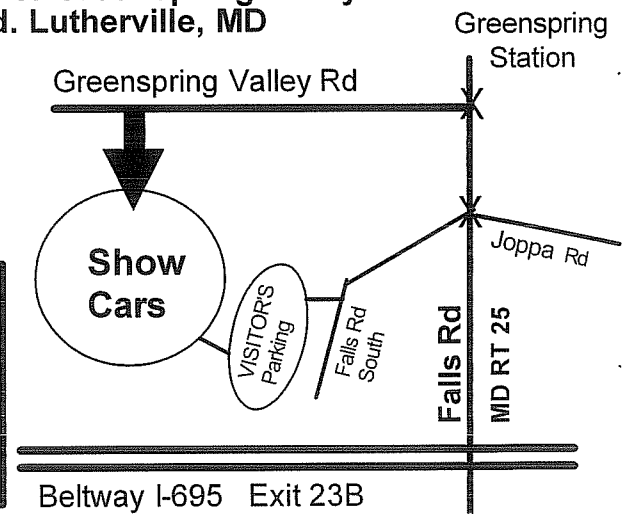 d. Lutherville, MD
Greenspring
Station
Greenspring Valley Rd
X
X
Joppa Rd
Show
Cars
VISITOR'S
Parking
Falls Rd
South
Falls Rd
MD RT 25
Beltway I-695 Exit 23B